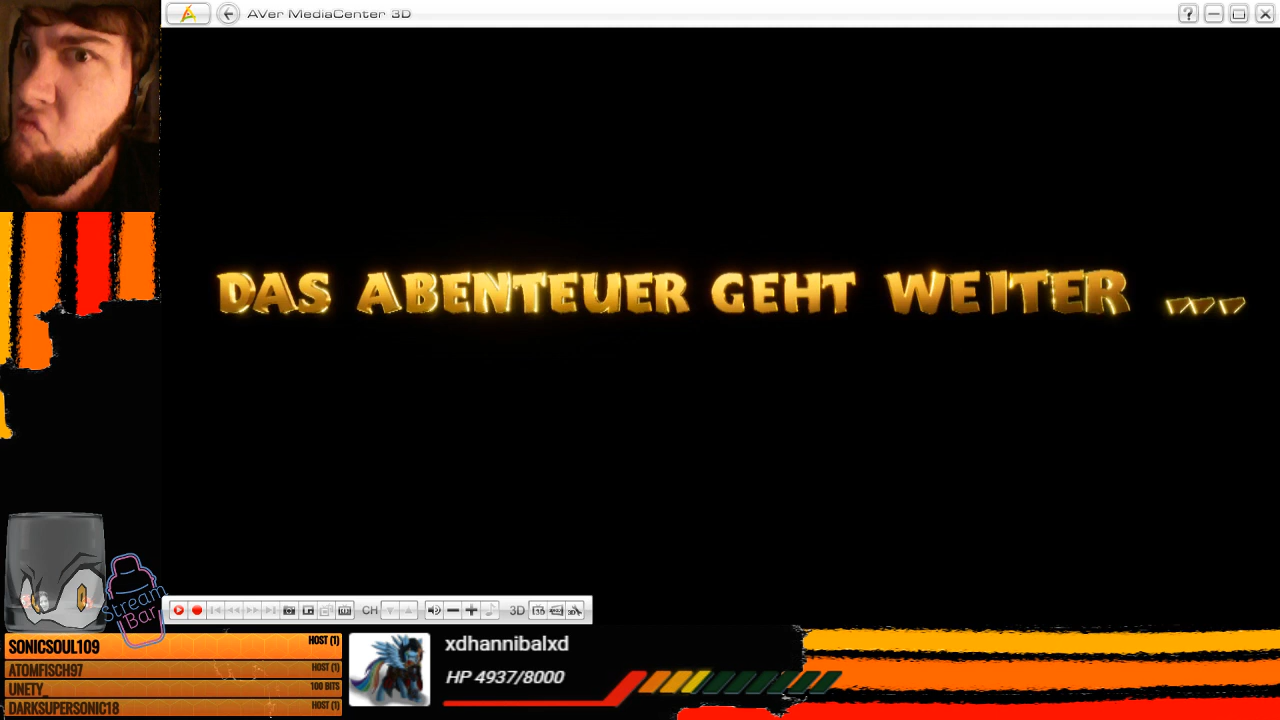 AVer MediaCenter 3D
DAS ABENTEUER GEHT WEITER ...
Stream
Bar
CH
3D
SONICSOUL109 HOST (1)
ATOMFISCH97 HOST (1)
UNETY_ 100 BITS
DARKSUPERSONIC18 HOST (1)
xdhannibalxd
HP 4937/8000